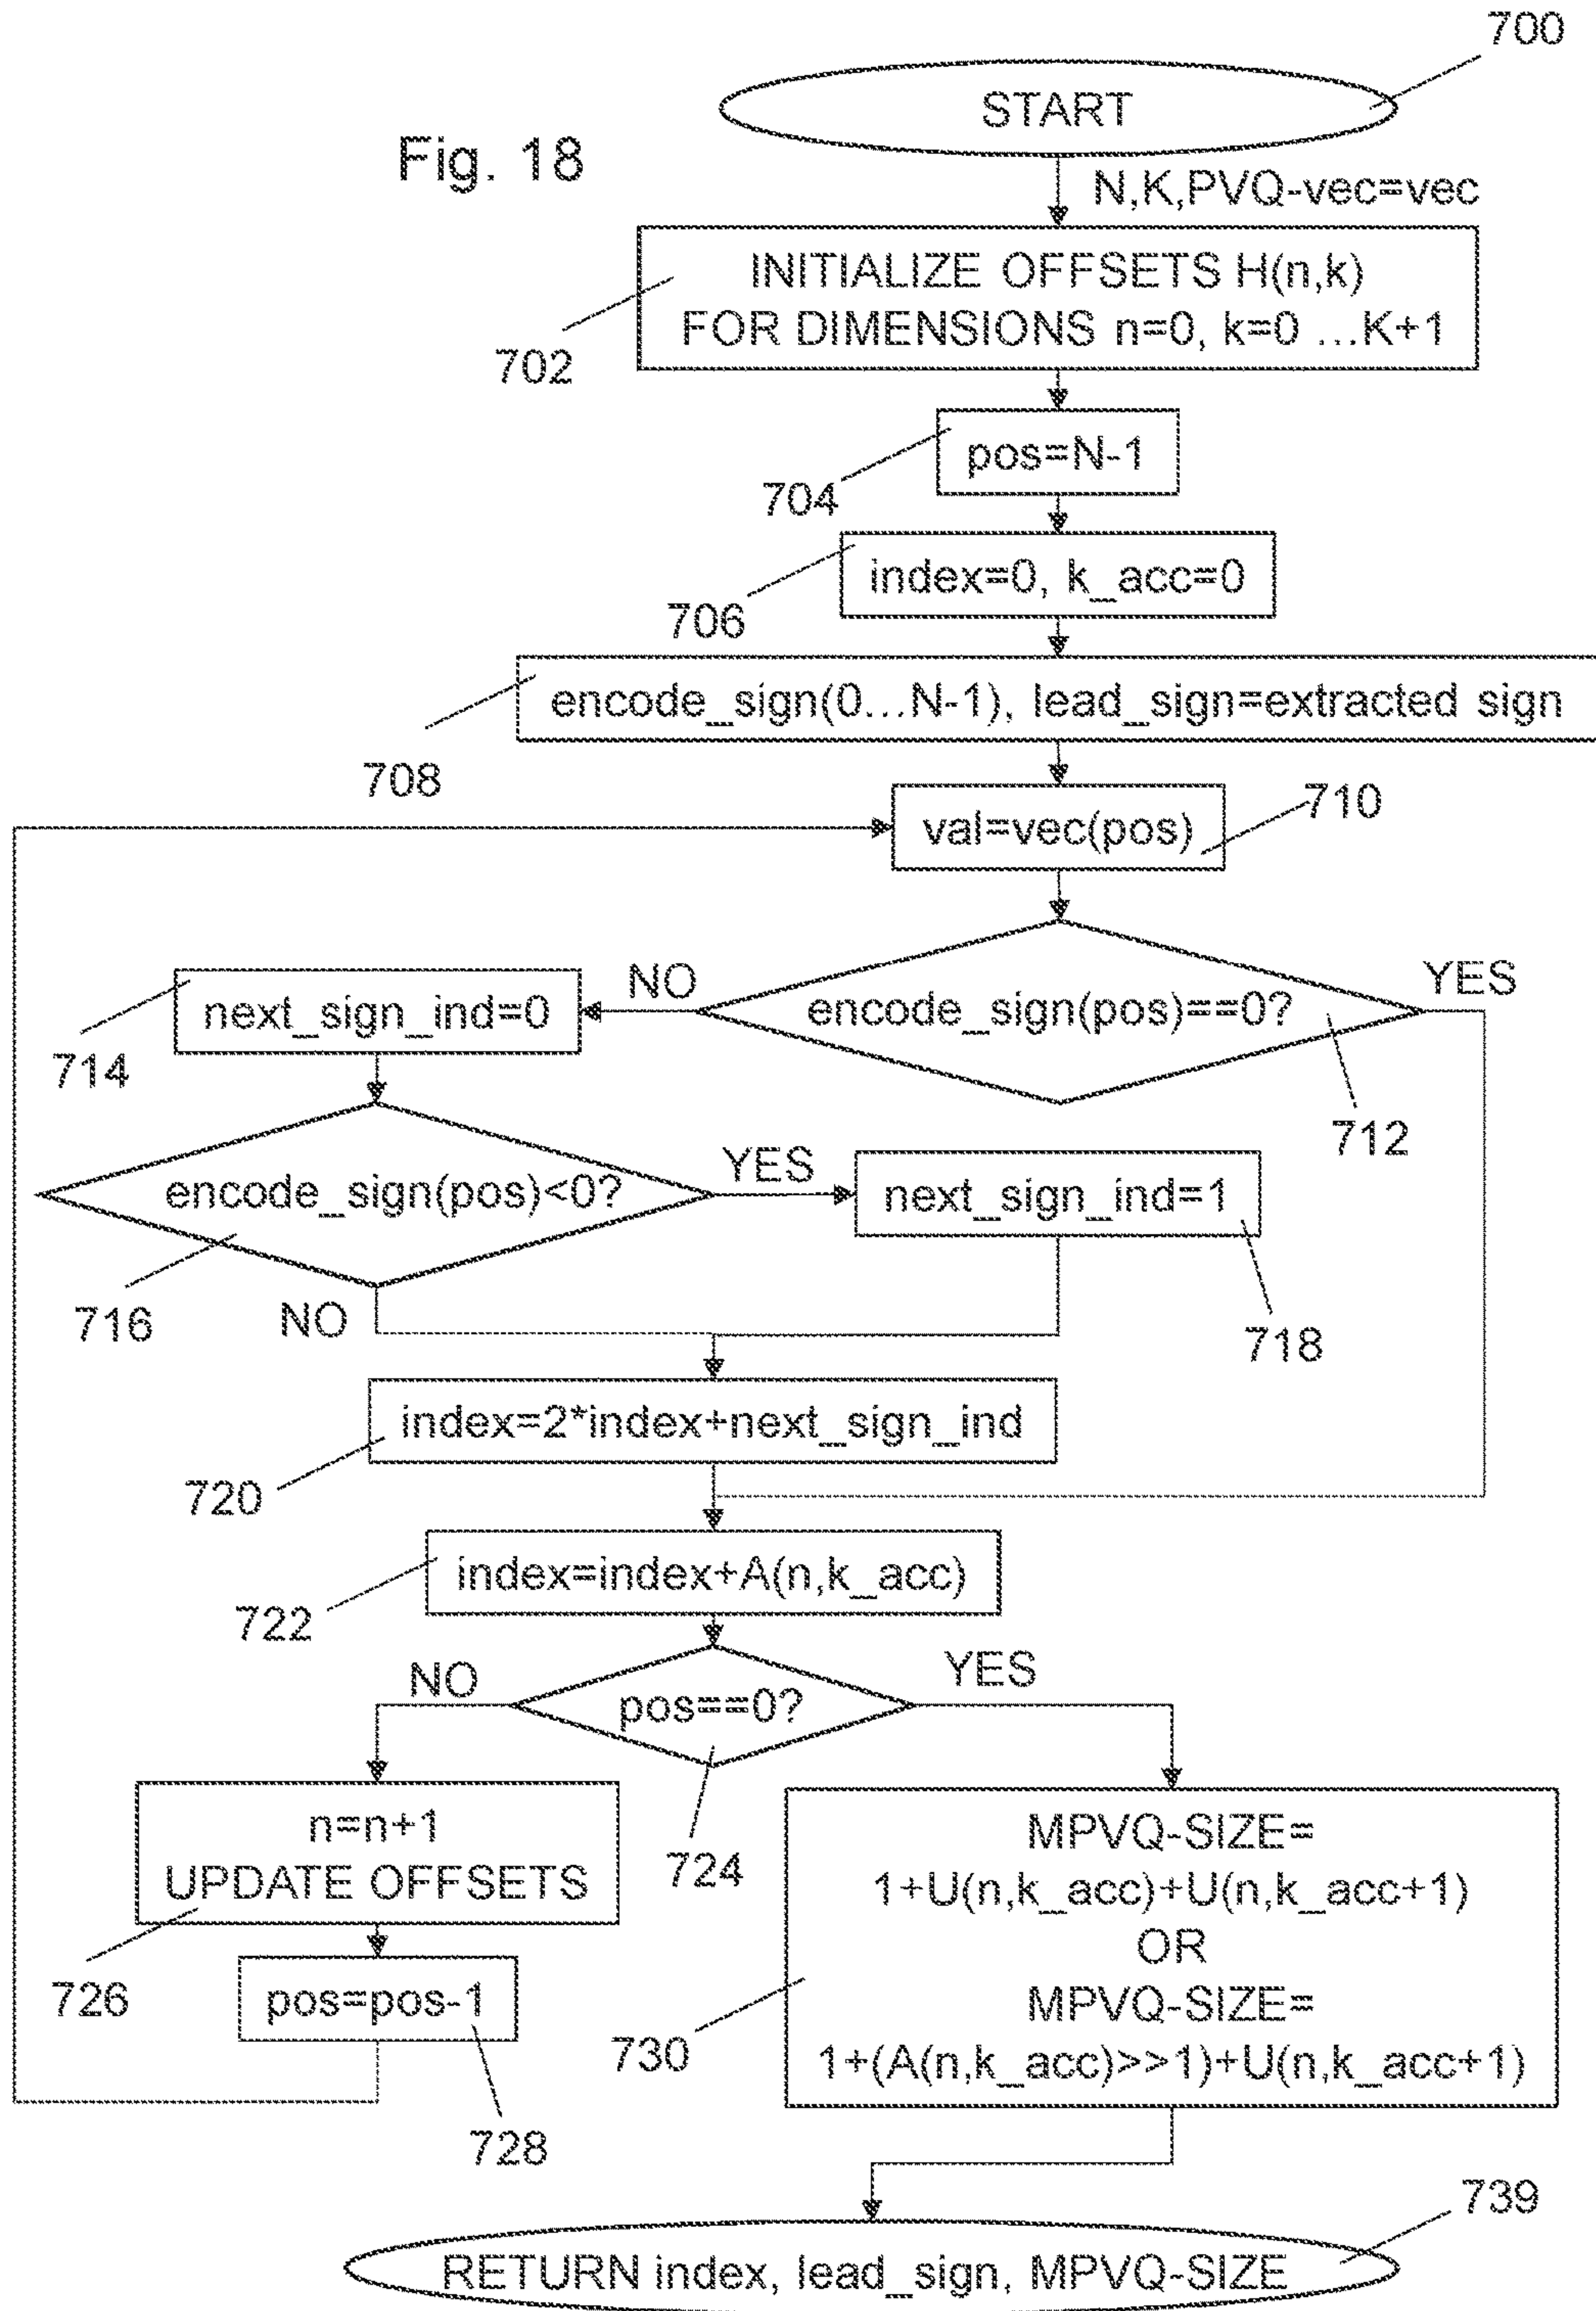 700
START
Fig. 18
N,K,PVQ-vec=vec
INITIALIZE OFFSETS H(n,k)
FOR DIMENSIONS n=0, k=0 ...K+1
702
pos=N-1
704
index=0, k_acc=0
706
encode_sign(0...N-1), lead_sign=extracted sign
708
710
val=vec(pos)
NO
YES
next_sign_ind=0
encode_sign(pos)==0?
714
712
YES
encode_sign(pos)<0?
next_sign_ind=1
716
NO
718
index=2*index+next_sign_ind
720
index=index+A(n,k_acc)
722
NO
YES
pos==0?
n=n+1
UPDATE OFFSETS
724
MPVQ-SIZE=
1+U(n,k_acc)+U(n,k_acc+1)
OR
MPVQ-SIZE=
1+(A(n,k_acc)>>1)+U(n,k_acc+1)
726
pos=pos-1
730
728
739
RETURN index, lead_sign, MPVQ-SIZE